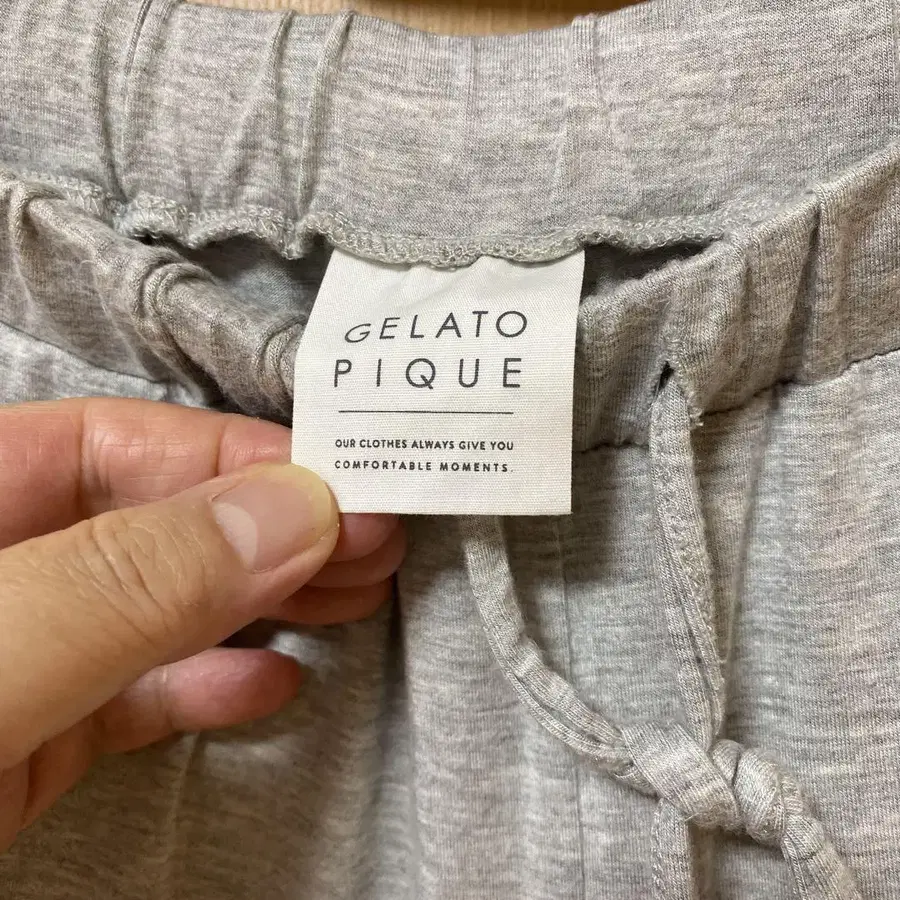 GELATO
PIQUE
OUR CLOTHES ALWAYS GIVE YOU
COMFORTABLE MOMENTS.